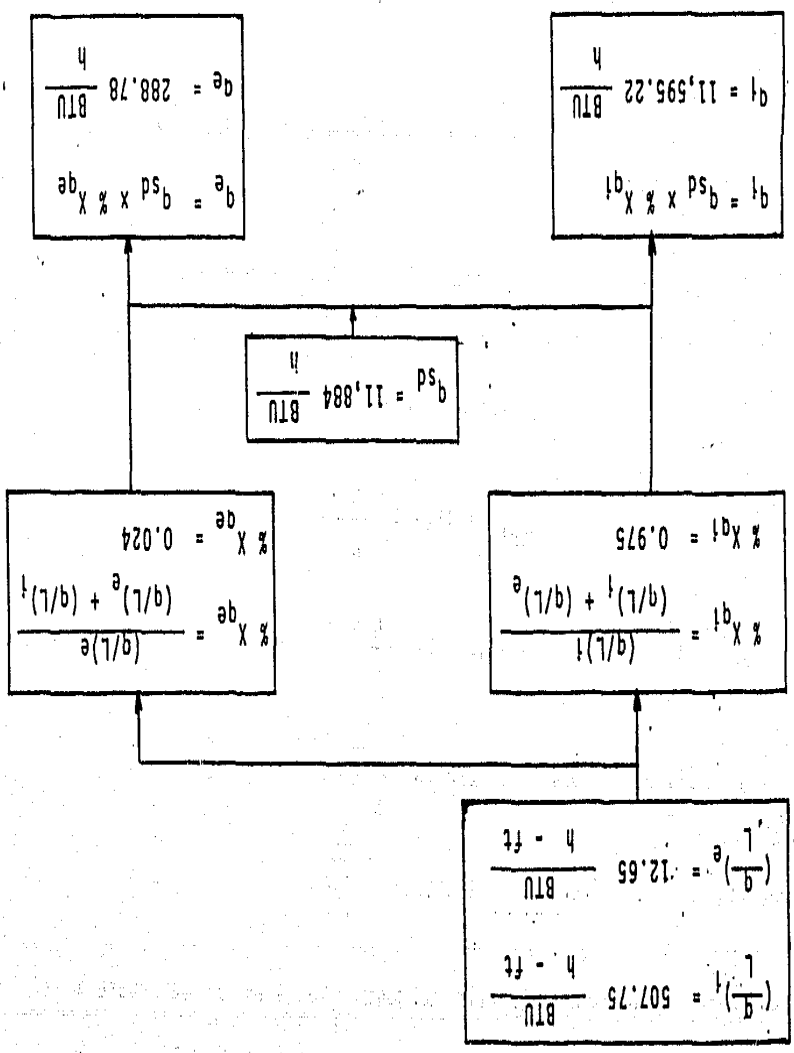 (q/L)i = 507.75 BTU / h - ft
(q/L)e = 12.65 BTU / h - ft
% Xqi = (q/L)i / (q/L)i + (q/L)e
% Xqi = 0.975
% Xqe = (q/L)e / (q/L)e + (q/L)i
% Xqe = 0.024
qsd = 11,884 BTU / h
qi = qsd x % Xqi
qi = 11,595.22 BTU / h
qe = qsd x % Xqe
qe = 288.78 BTU / h